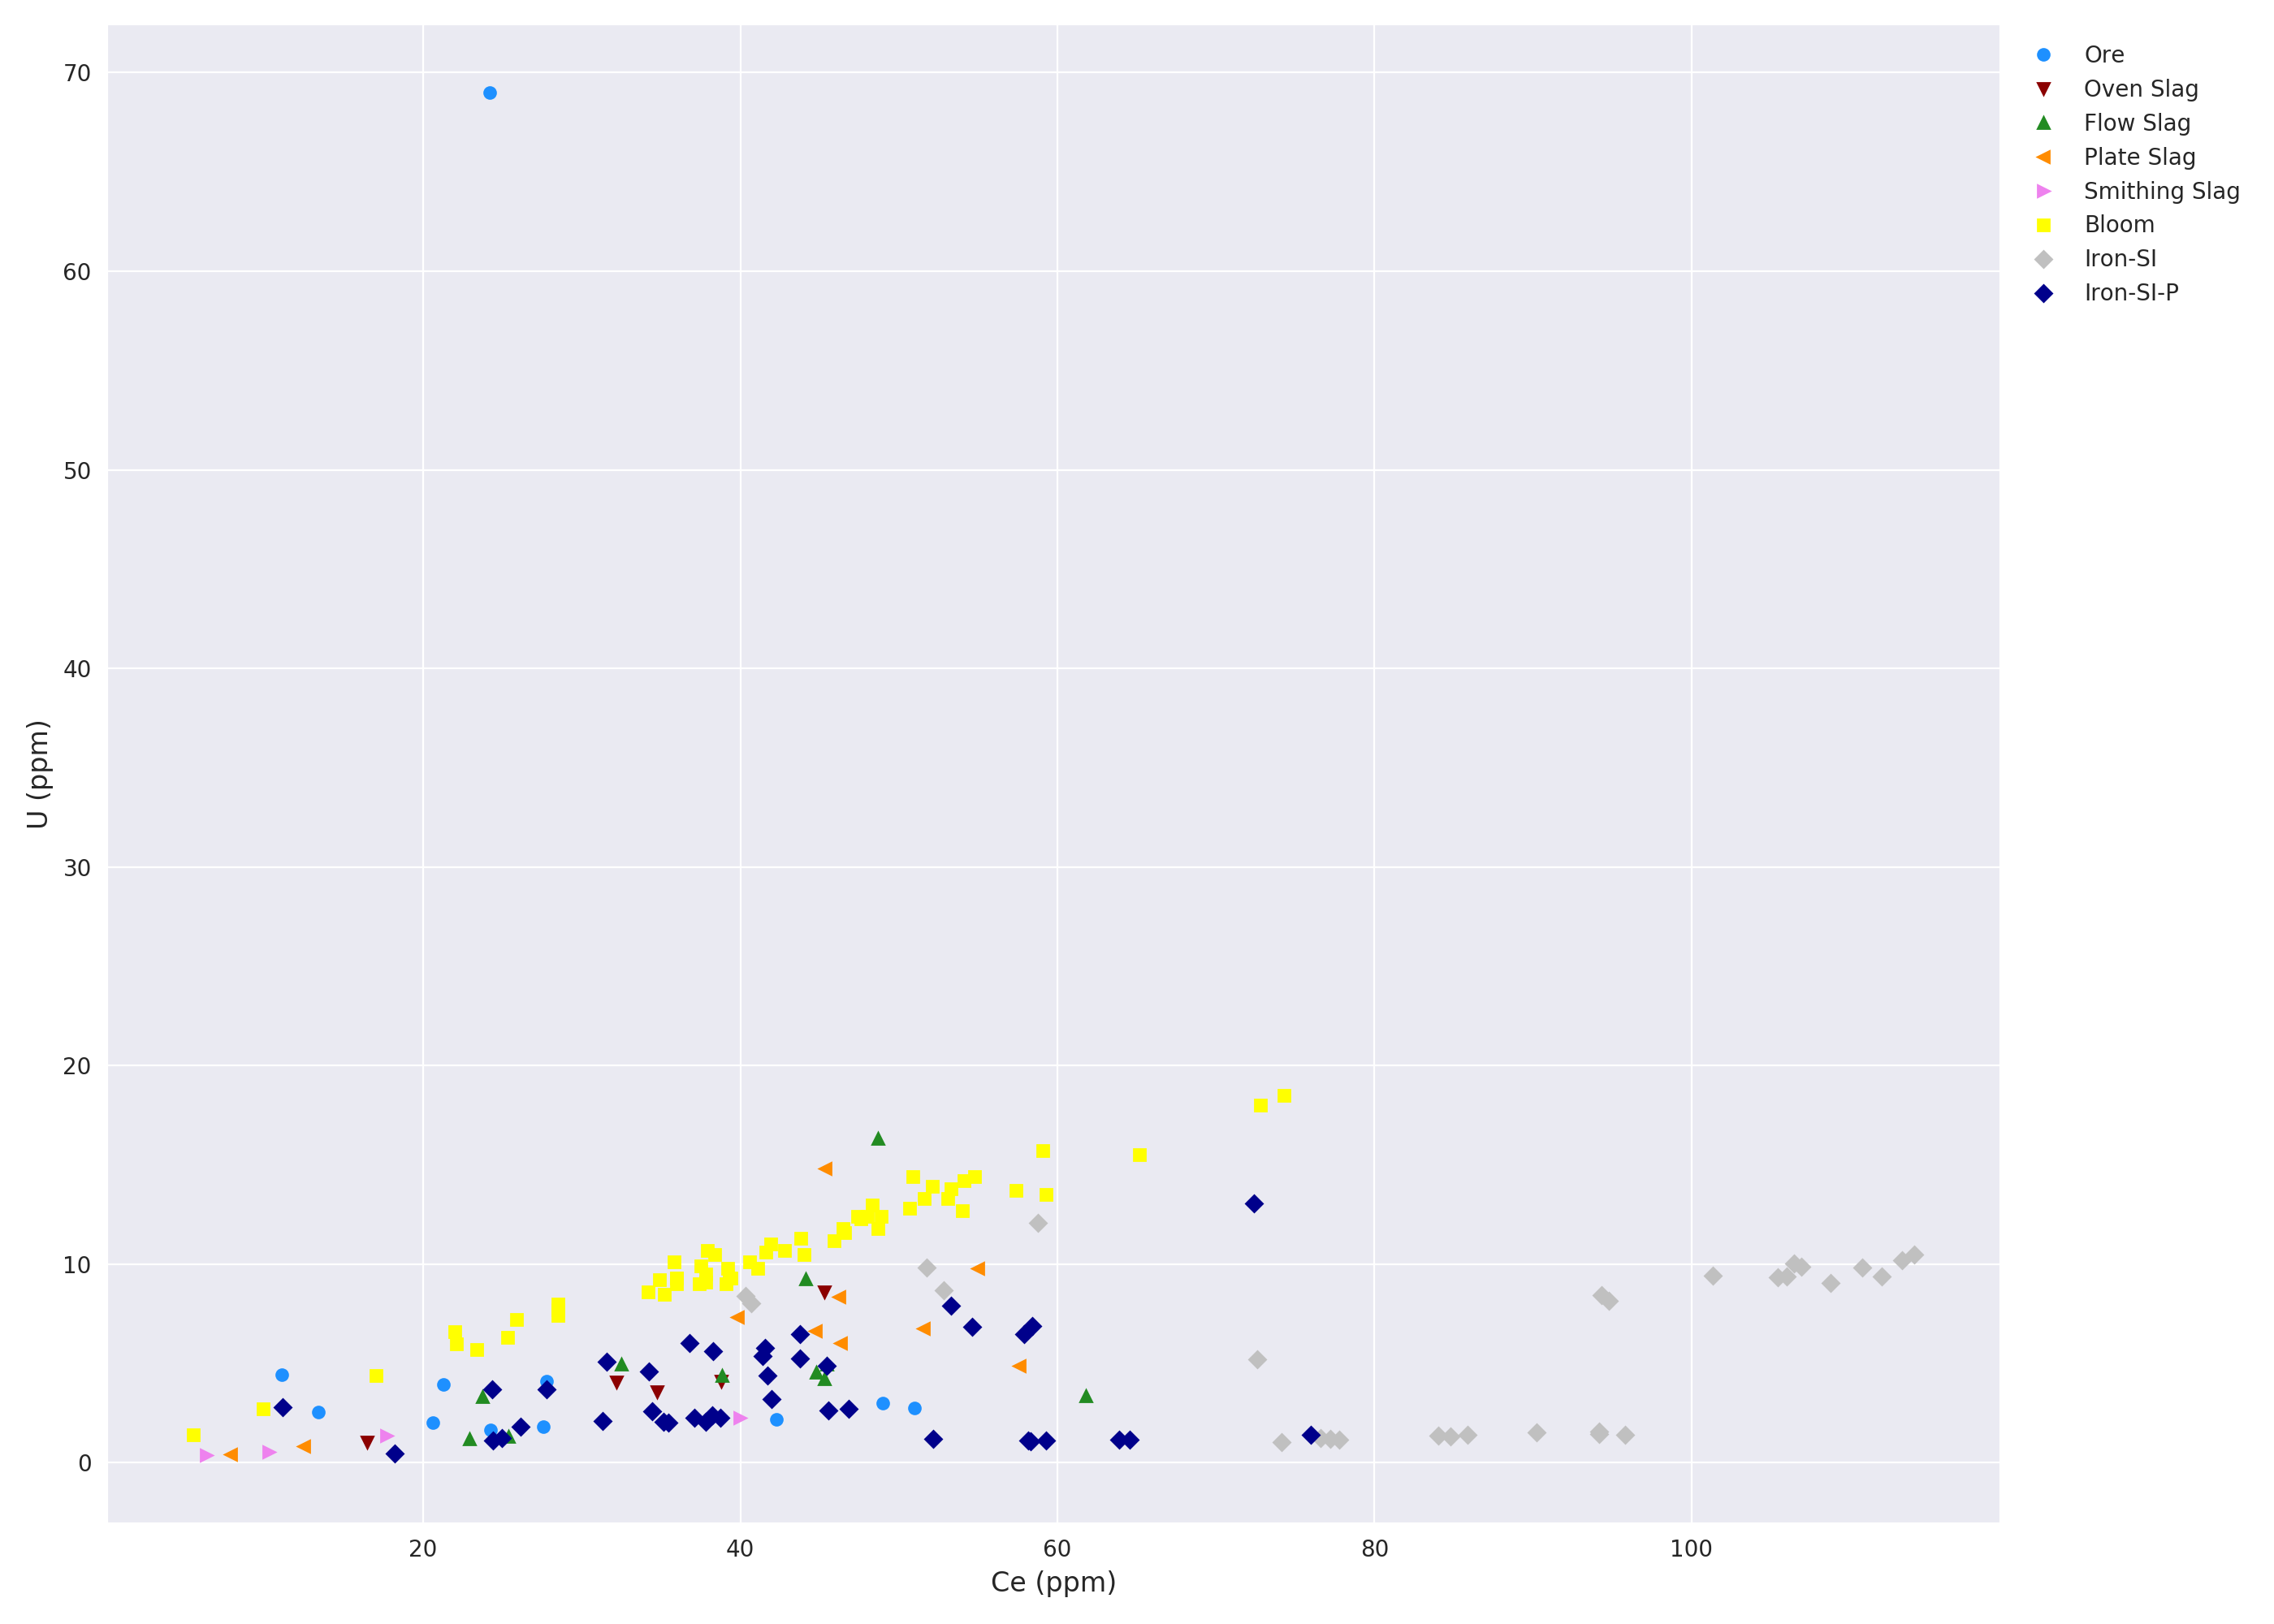 70
60
50
40
30
20
10
0
U (ppm)
20 40 60 80 100
Ce (ppm)
Ore
Oven Slag
Flow Slag
Plate Slag
Smithing Slag
Bloom
Iron-SI
Iron-SI-P